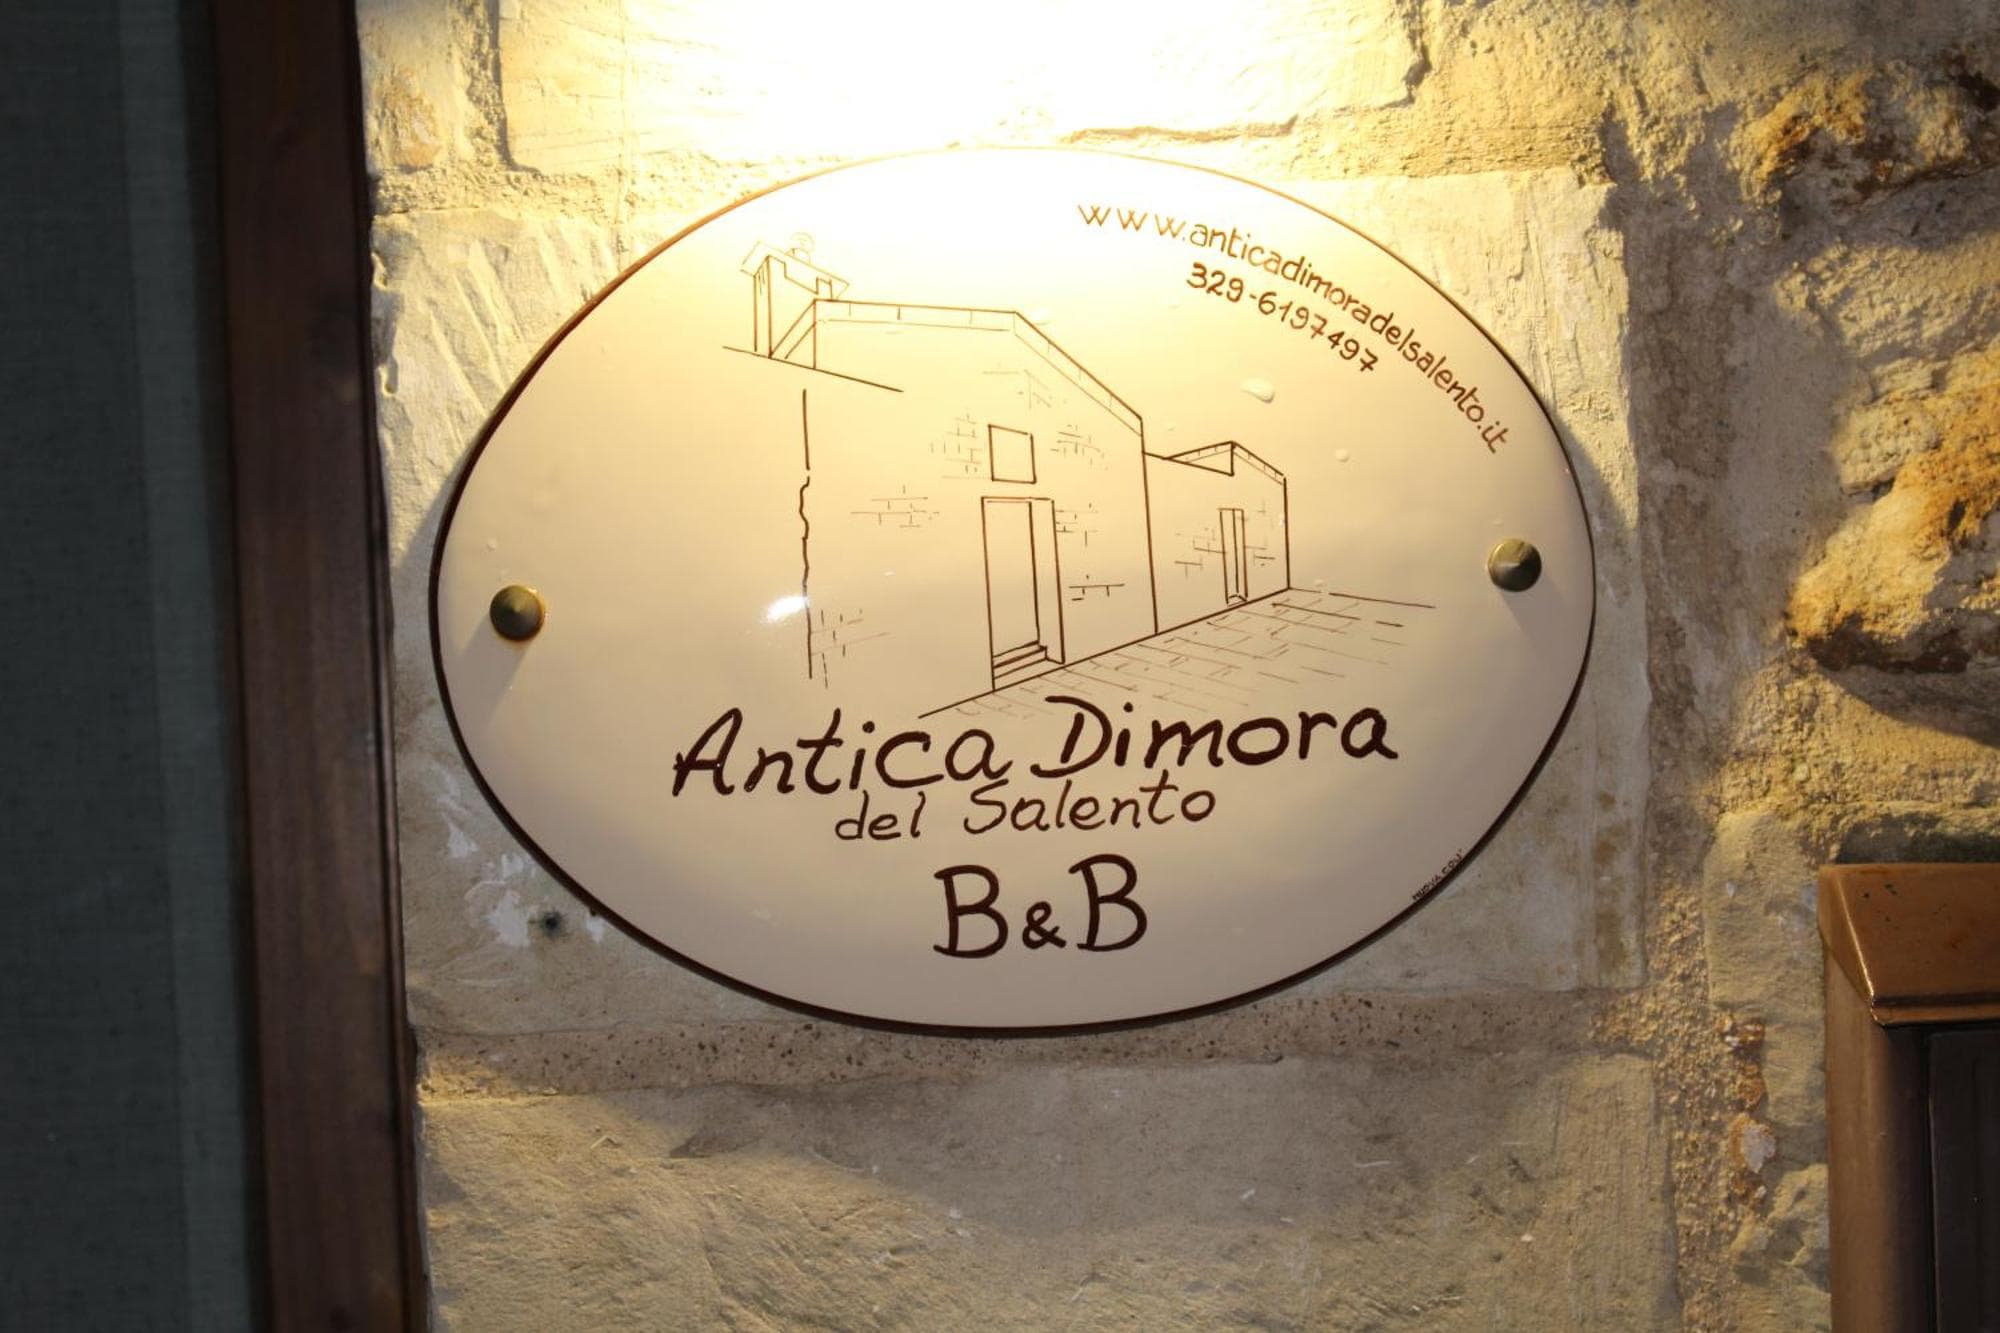 www.anticadimoradelsalento.it
329-6197497
Antica Dimora
del Salento
B&B